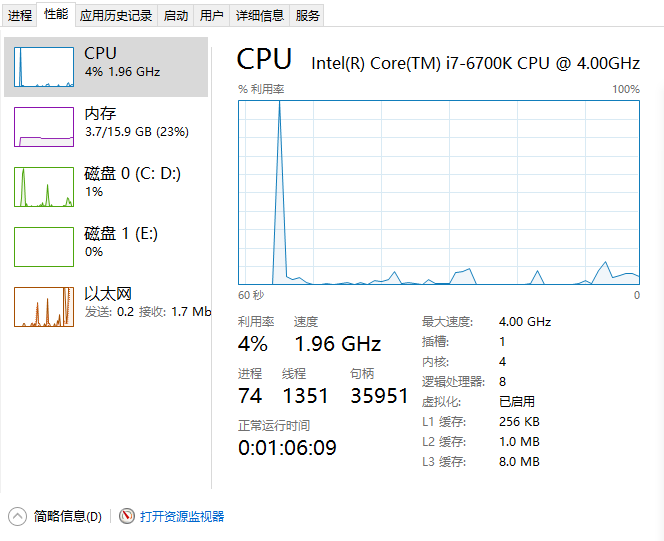 进程 性能 应用历史记录 启动 用户 详细信息 服务
CPU
4% 1.96 GHz
内存
3.7/15.9 GB (23%)
磁盘 0 (C: D:)
1%
磁盘 1 (E:)
0%
以太网
发送: 0.2 接收: 1.7 Mb
CPU Intel(R) Core(TM) i7-6700K CPU @ 4.00GHz
% 利用率 100%
60 秒 0
利用率 速度
4% 1.96 GHz
进程 线程 句柄
74 1351 35951
正常运行时间
0:01:06:09
最大速度: 4.00 GHz
插槽: 1
内核: 4
逻辑处理器: 8
虚拟化: 已启用
L1 缓存: 256 KB
L2 缓存: 1.0 MB
L3 缓存: 8.0 MB
简略信息(D) 打开资源监视器